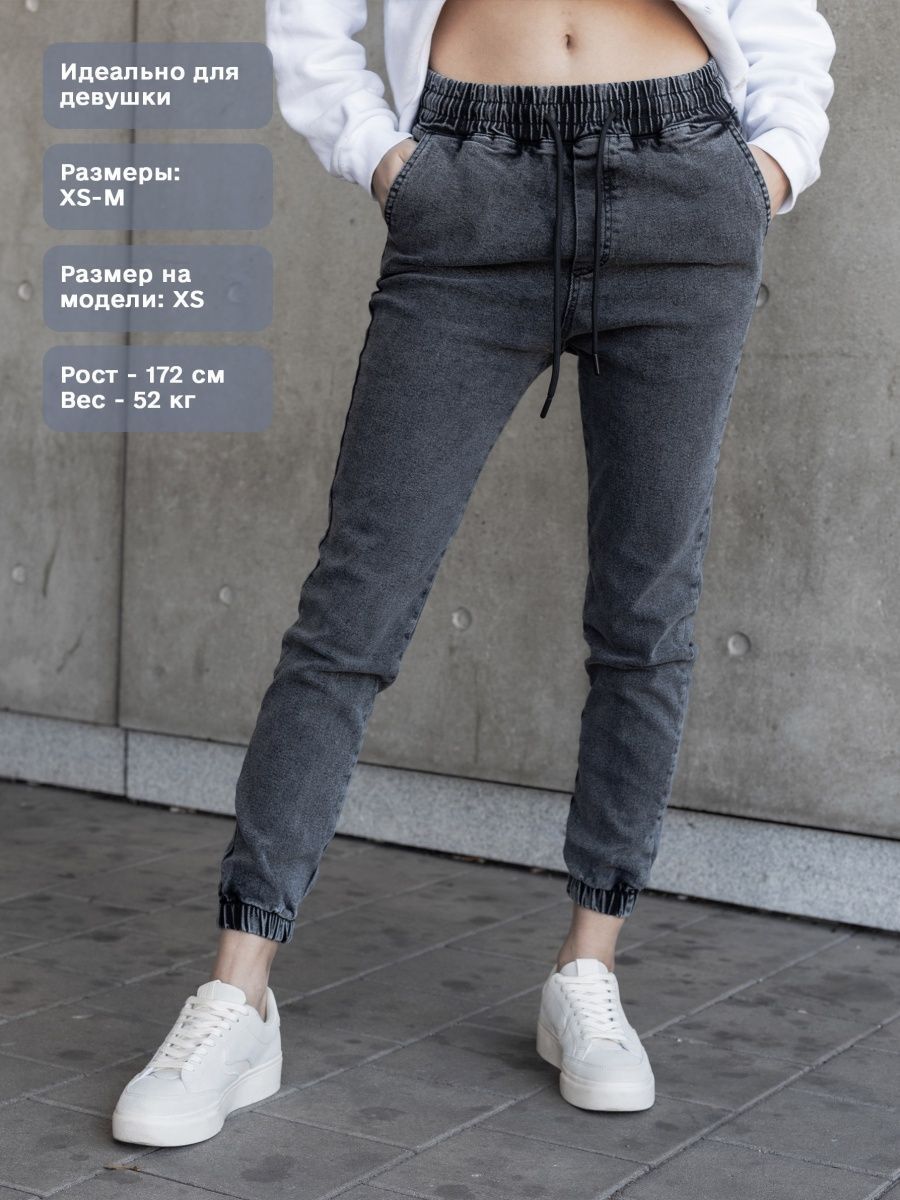 Идеально для
девушки
Размеры:
XS-M
Размер на
модели: XS
Рост - 172 см
Вес - 52 кг